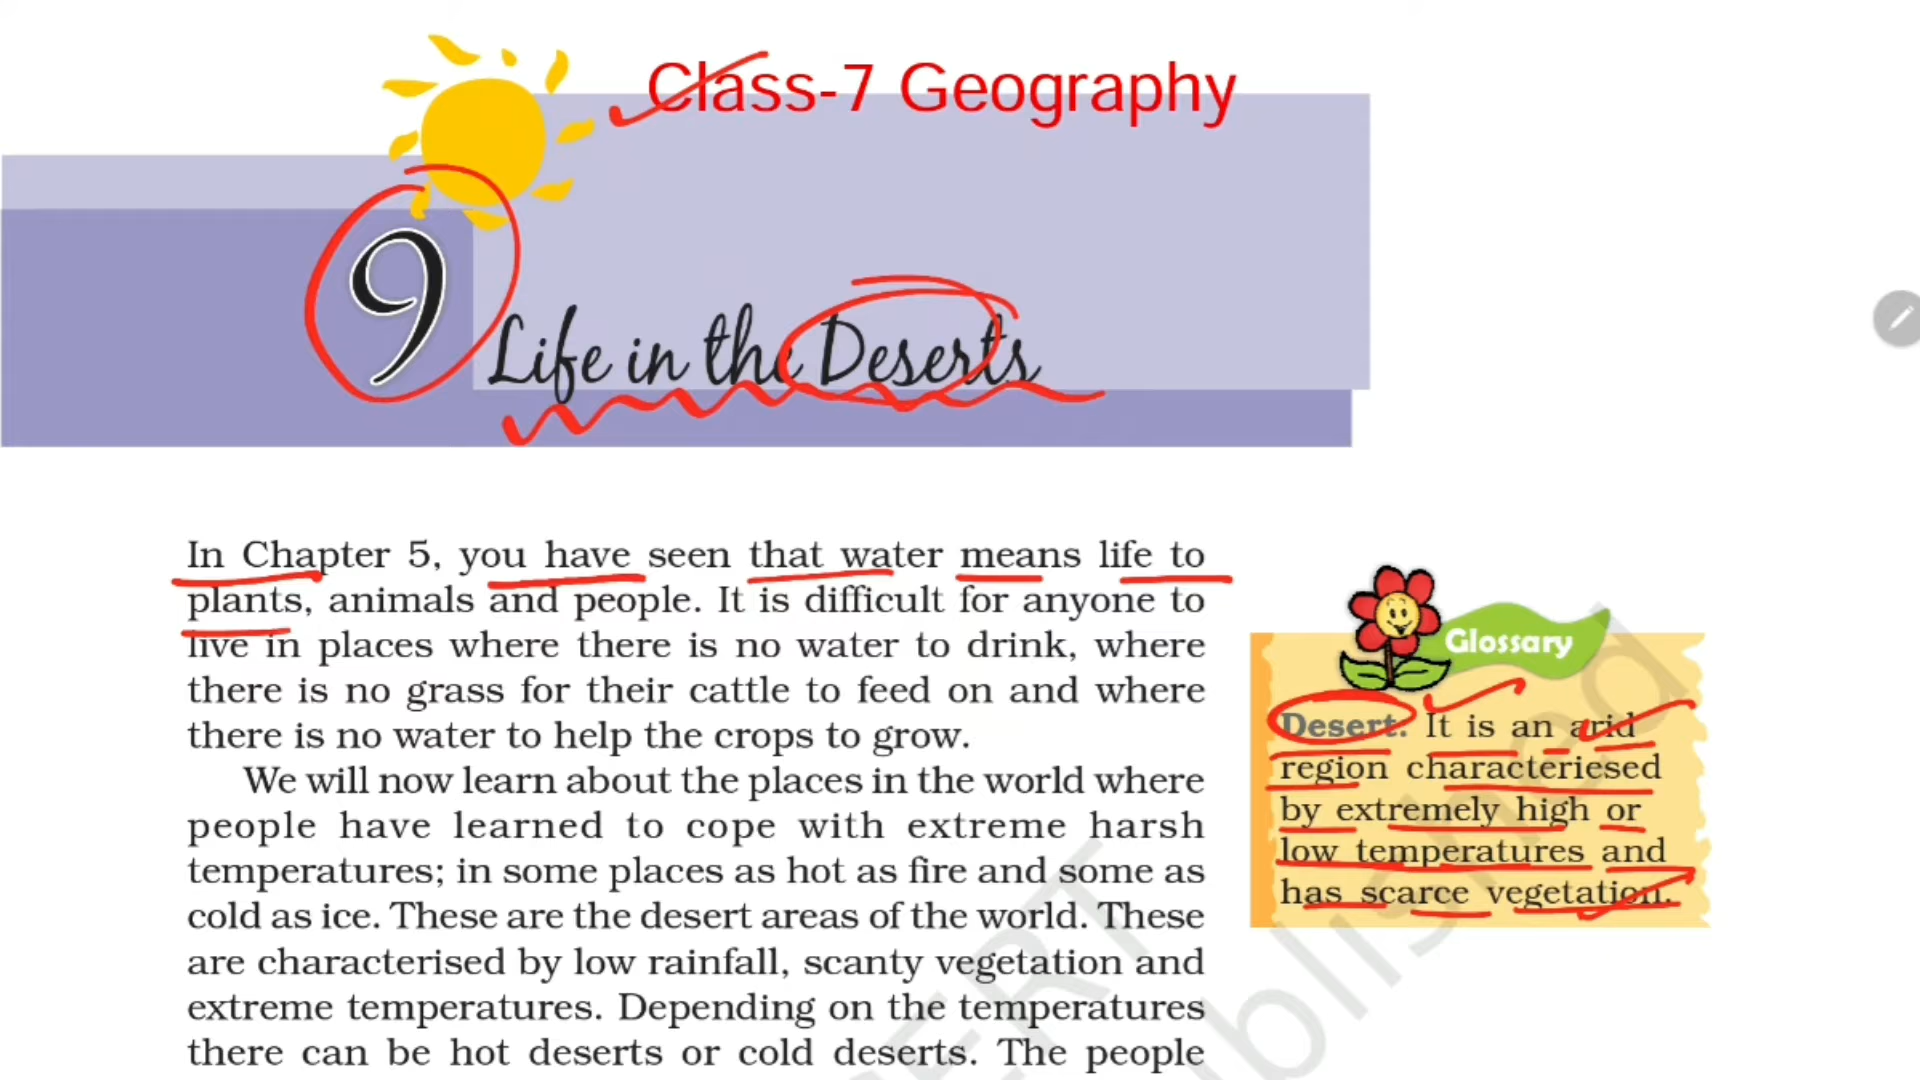 Class-7 Geography
9
Life in the Deserts
In Chapter 5, you have seen that water means life to
plants, animals and people. It is difficult for anyone to
live in places where there is no water to drink, where
there is no grass for their cattle to feed on and where
there is no water to help the crops to grow.
We will now learn about the places in the world where
people have learned to cope with extreme harsh
temperatures; in some places as hot as fire and some as
cold as ice. These are the desert areas of the world. These
are characterised by low rainfall, scanty vegetation and
extreme temperatures. Depending on the temperatures
there can be hot deserts or cold deserts. The people
Glossary
Desert: It is an arid
region characteriesed
by extremely high or
low temperatures and
has scarce vegetation.